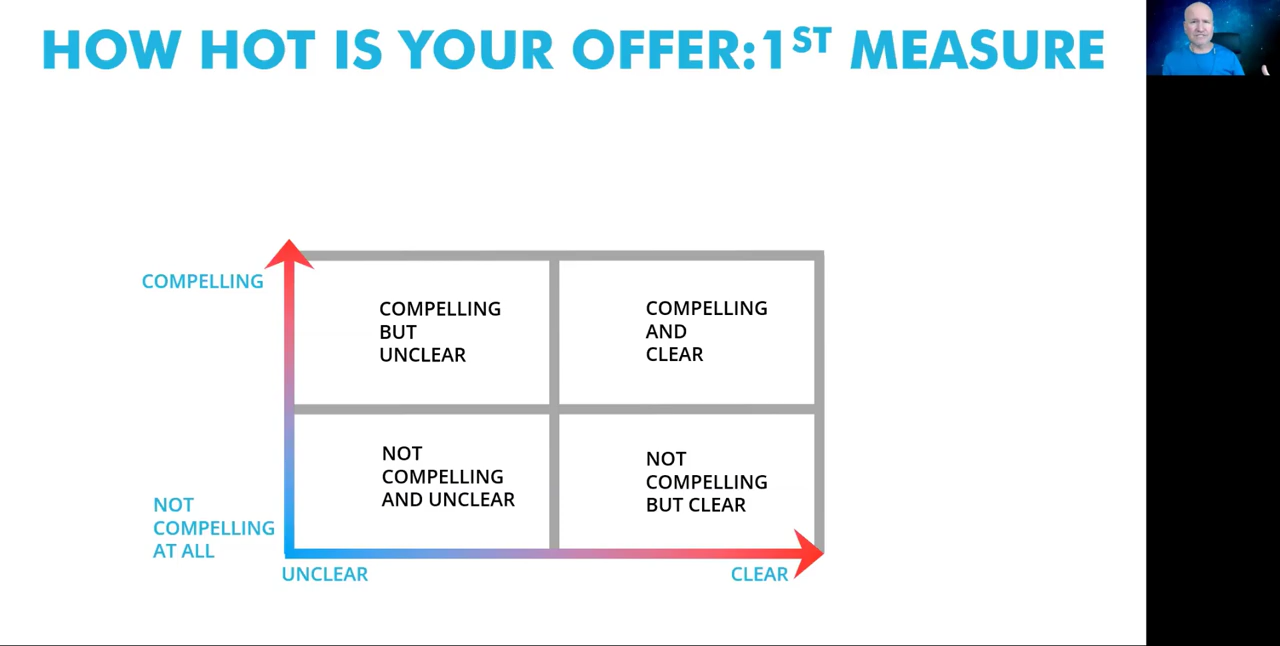 HOW HOT IS YOUR OFFER:1ST MEASURE
COMPELLING
COMPELLING
BUT
UNCLEAR
COMPELLING
AND
CLEAR
NOT
COMPELLING
AND UNCLEAR
NOT
COMPELLING
BUT CLEAR
NOT
COMPELLING
AT ALL
UNCLEAR
CLEAR